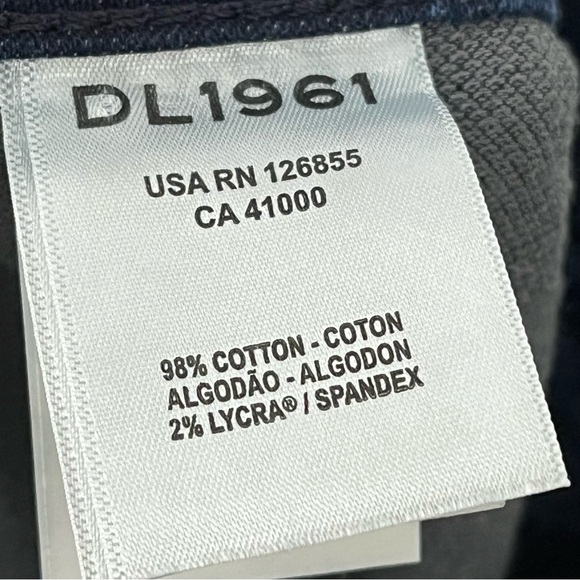 DL1961
USA RN 126855
CA 41000
98% COTTON - COTON
ALGODÃO - ALGODON
2% LYCRA® / SPANDEX